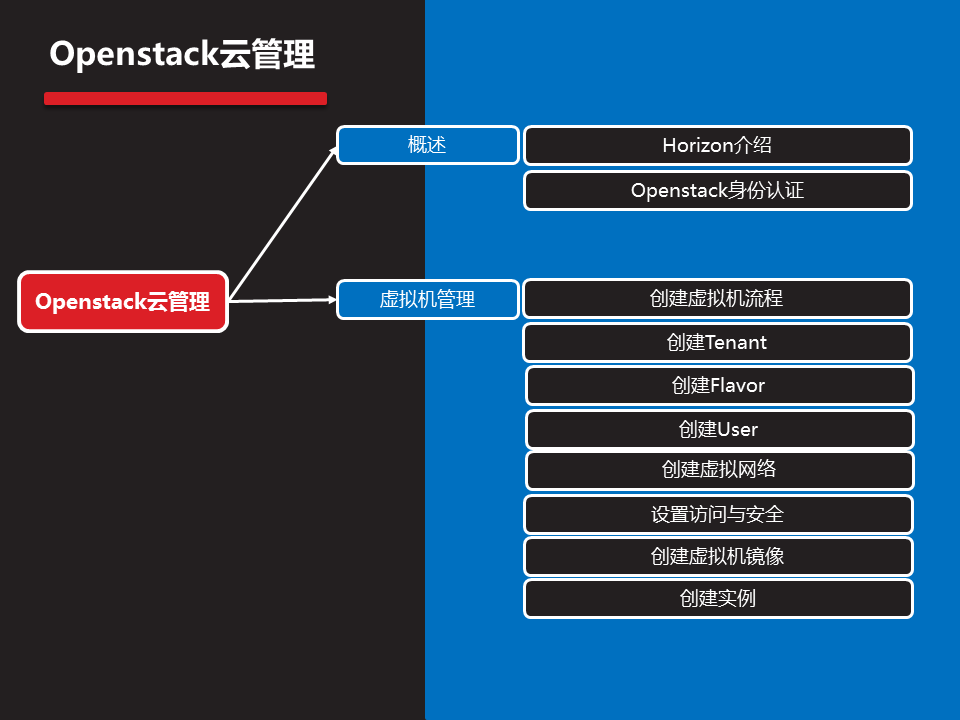 Openstack云管理
概述
Horizon介绍
Openstack身份认证
Openstack云管理
虚拟机管理
创建虚拟机流程
创建Tenant
创建Flavor
创建User
创建虚拟网络
设置访问与安全
创建虚拟机镜像
创建实例